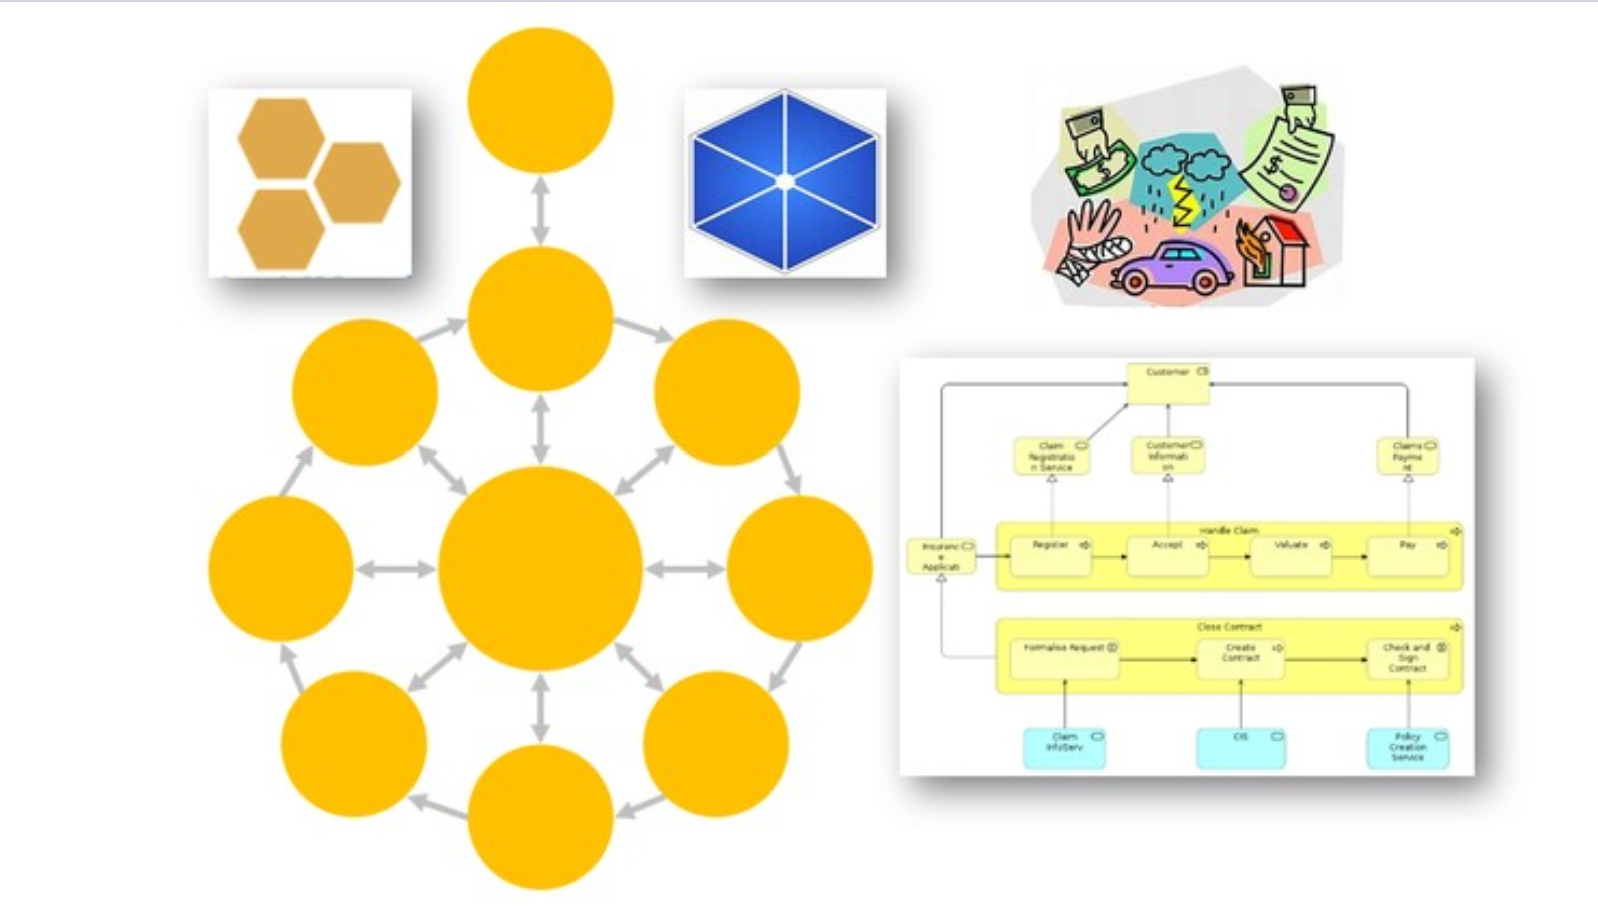 Customer
Claim
Registratio
n Service
Customer
Informati
on
Claims
Payme
nt
Handle Claim
Insuranc
e
Applicati
Register
Accept
Valuate
Pay
Close Contract
Formalise Request
Create
Contract
Check and
Sign
Contract
Claim
InfoServ
CIS
Policy
Creation
Service
$
$